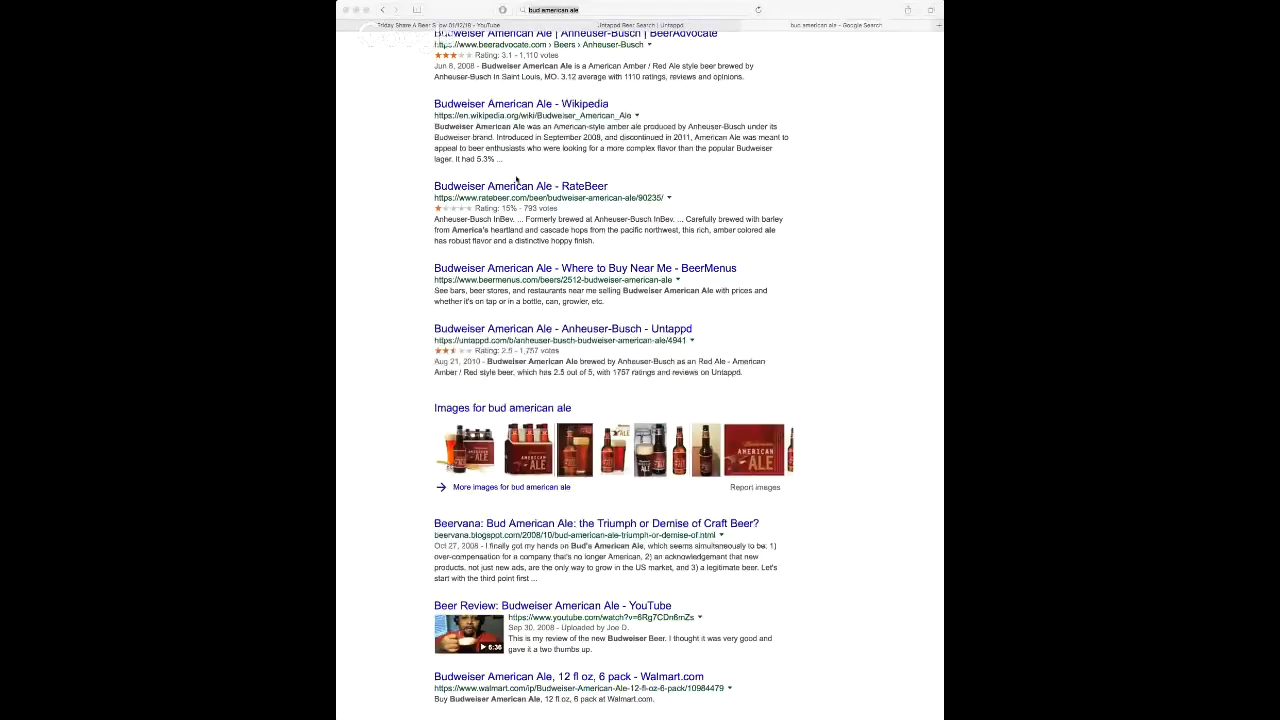 bud american ale
Friday Share A Beer Show 01/12/18 - YouTube
Untappd Beer Search | Untappd
bud american ale - Google Search
Budweiser American Ale | Anheuser-Busch | BeerAdvocate
https://www.beeradvocate.com › Beers › Anheuser-Busch
Rating: 3.1 - 1,110 votes
Jun 8, 2008 - Budweiser American Ale is a American Amber / Red Ale style beer brewed by
Anheuser-Busch in Saint Louis, MO. 3.12 average with 1110 ratings, reviews and opinions.
Budweiser American Ale - Wikipedia
https://en.wikipedia.org/wiki/Budweiser_American_Ale
Budweiser American Ale was an American-style amber ale produced by Anheuser-Busch under its
Budweiser brand. Introduced in September 2008, and discontinued in 2011, American Ale was meant to
appeal to beer enthusiasts who were looking for a more complex flavor than the popular Budweiser
lager. It had 5.3% ...
Budweiser American Ale - RateBeer
https://www.ratebeer.com/beer/budweiser-american-ale/90235/
Rating: 15% - 793 votes
Anheuser-Busch InBev. ... Formerly brewed at Anheuser-Busch InBev. ... Carefully brewed with barley
from America's heartland and cascade hops from the pacific northwest, this rich, amber colored ale
has robust flavor and a distinctive hoppy finish.
Budweiser American Ale - Where to Buy Near Me - BeerMenus
https://www.beermenus.com/beers/2512-budweiser-american-ale
See bars, beer stores, and restaurants near me selling Budweiser American Ale with prices and
whether it's on tap or in a bottle, can, growler, etc.
Budweiser American Ale - Anheuser-Busch - Untappd
https://untappd.com/b/anheuser-busch-budweiser-american-ale/4941
Rating: 2.5 - 1,757 votes
Aug 21, 2010 - Budweiser American Ale brewed by Anheuser-Busch as an Red Ale - American
Amber / Red style beer, which has 2.5 out of 5, with 1757 ratings and reviews on Untappd.
Images for bud american ale
AMERICAN ALE
More images for bud american ale
Report images
Beervana: Bud American Ale: the Triumph or Demise of Craft Beer?
beervana.blogspot.com/2008/10/bud-american-ale-triumph-or-demise-of.html
Oct 27, 2008 - I finally got my hands on Bud's American Ale, which seems simultaneously to be: 1)
over-compensation for a company that's no longer American, 2) an acknowledgement that new
products, not just new ads, are the only way to grow in the US market, and 3) a legitimate beer. Let's
start with the third point first ...
Beer Review: Budweiser American Ale - YouTube
https://www.youtube.com/watch?v=6Rg7CDn6mZs
Sep 30, 2008 - Uploaded by Joe D.
This is my review of the new Budweiser Beer. I thought it was very good and
gave it a two thumbs up.
6:36
Budweiser American Ale, 12 fl oz, 6 pack - Walmart.com
https://www.walmart.com/ip/Budweiser-American-Ale-12-fl-oz-6-pack/10984479
Buy Budweiser American Ale, 12 fl oz, 6 pack at Walmart.com.